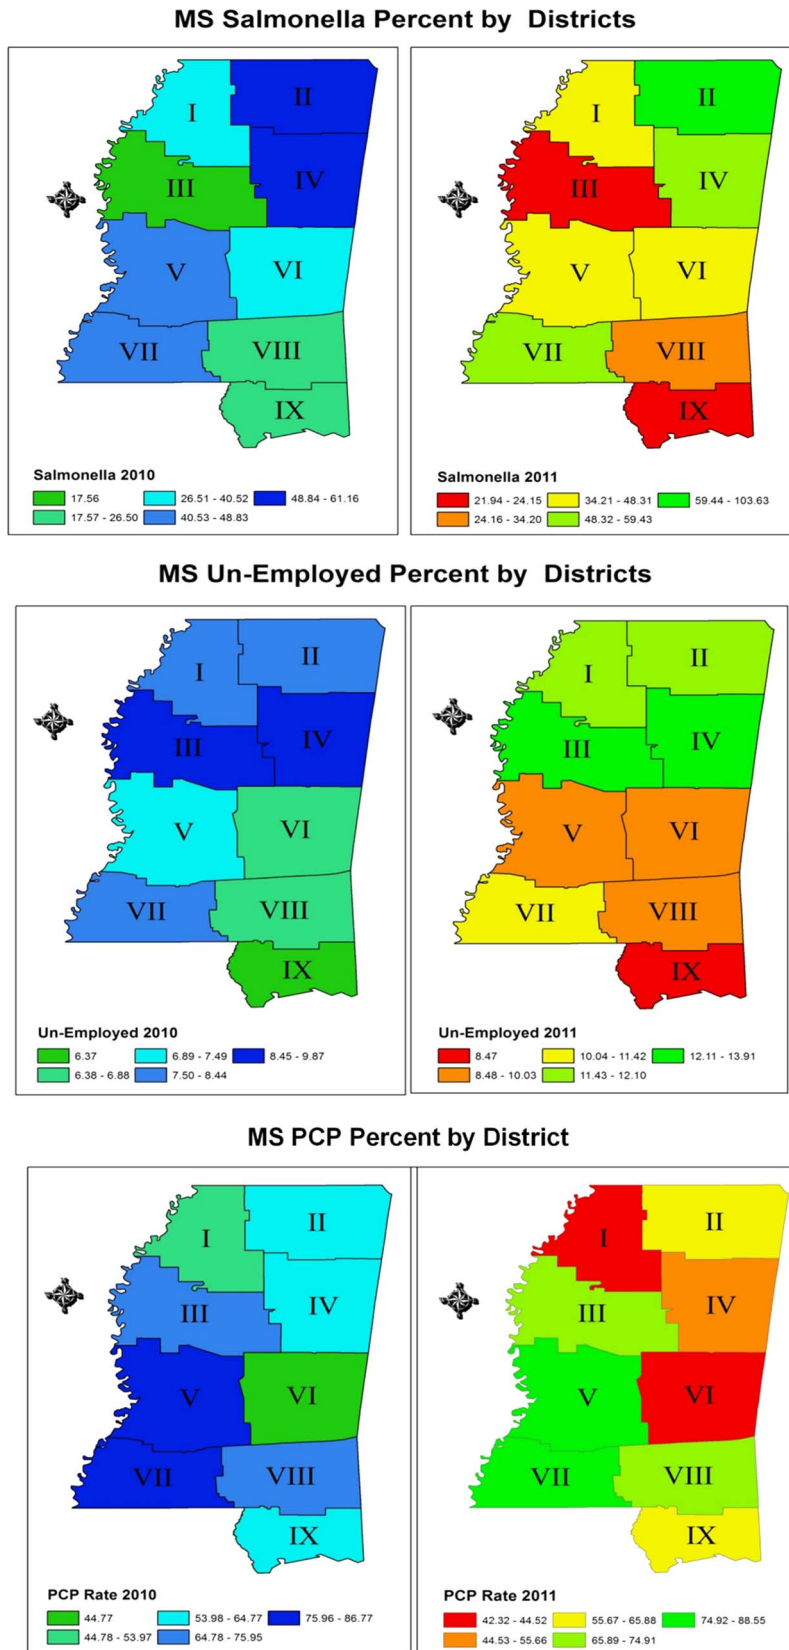 MS Salmonella Percent by Districts
I
II
III
IV
V
VI
VII
VIII
IX
Salmonella 2010
17.56
26.51 - 40.52
48.84 - 61.16
17.57 - 26.50
40.53 - 48.83
I
II
III
IV
V
VI
VII
VIII
IX
Salmonella 2011
21.94 - 24.15
34.21 - 48.31
59.44 - 103.63
24.16 - 34.20
48.32 - 59.43
MS Un-Employed Percent by Districts
I
II
III
IV
V
VI
VII
VIII
IX
Un-Employed 2010
6.37
6.89 - 7.49
8.45 - 9.87
6.38 - 6.88
7.50 - 8.44
I
II
III
IV
V
VI
VII
VIII
IX
Un-Employed 2011
8.47
10.04 - 11.42
12.11 - 13.91
8.48 - 10.03
11.43 - 12.10
MS PCP Percent by District
I
II
III
IV
V
VI
VII
VIII
IX
PCP Rate 2010
44.77
53.98 - 64.77
75.96 - 86.77
44.78 - 53.97
64.78 - 75.95
I
II
III
IV
V
VI
VII
VIII
IX
PCP Rate 2011
42.32 - 44.52
55.67 - 65.88
74.92 - 88.55
44.53 - 55.66
65.89 - 74.91